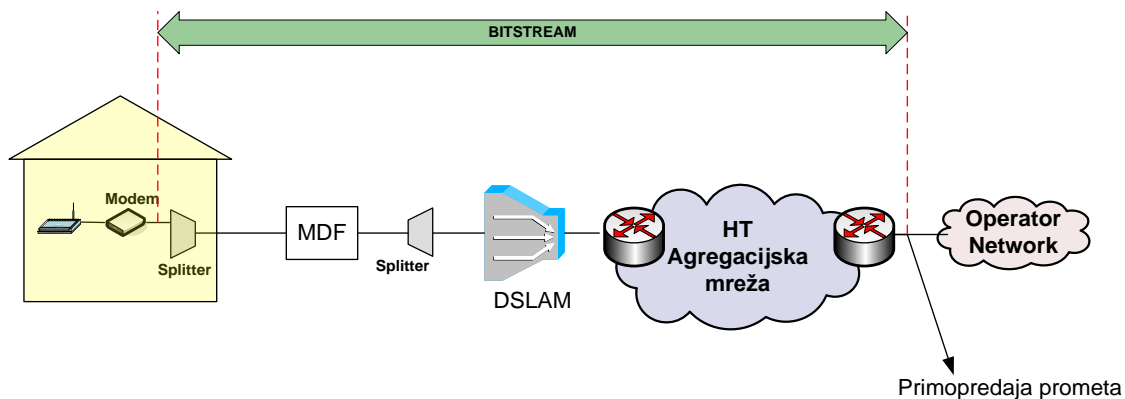 BITSTREAM
Modem
Splitter
MDF
Splitter
DSLAM
HT
Agregacijska
mreža
Operator
Network
Primopredaja prometa